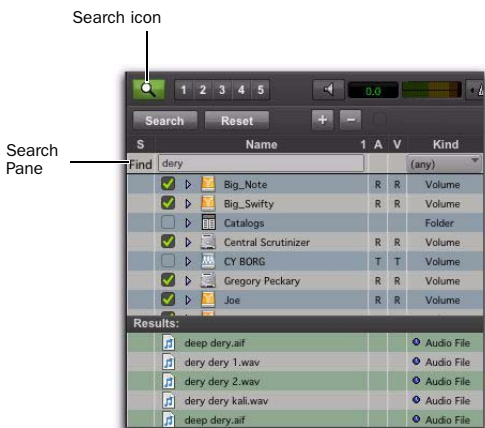 Search icon
1 2 3 4 5
0.0
Search Reset + −
S Name 1 A V Kind
Search
Pane
Find dery (any)
Big_Note R R Volume
Big_Swifty R R Volume
Catalogs Folder
Central Scrutinizer R R Volume
CY BORG T T Volume
Gregory Peckary R R Volume
Joe R R Volume
Results:
deep dery.aif Audio File
dery dery 1.wav Audio File
dery dery 2.wav Audio File
dery dery kali.wav Audio File
deep dery.aif Audio File